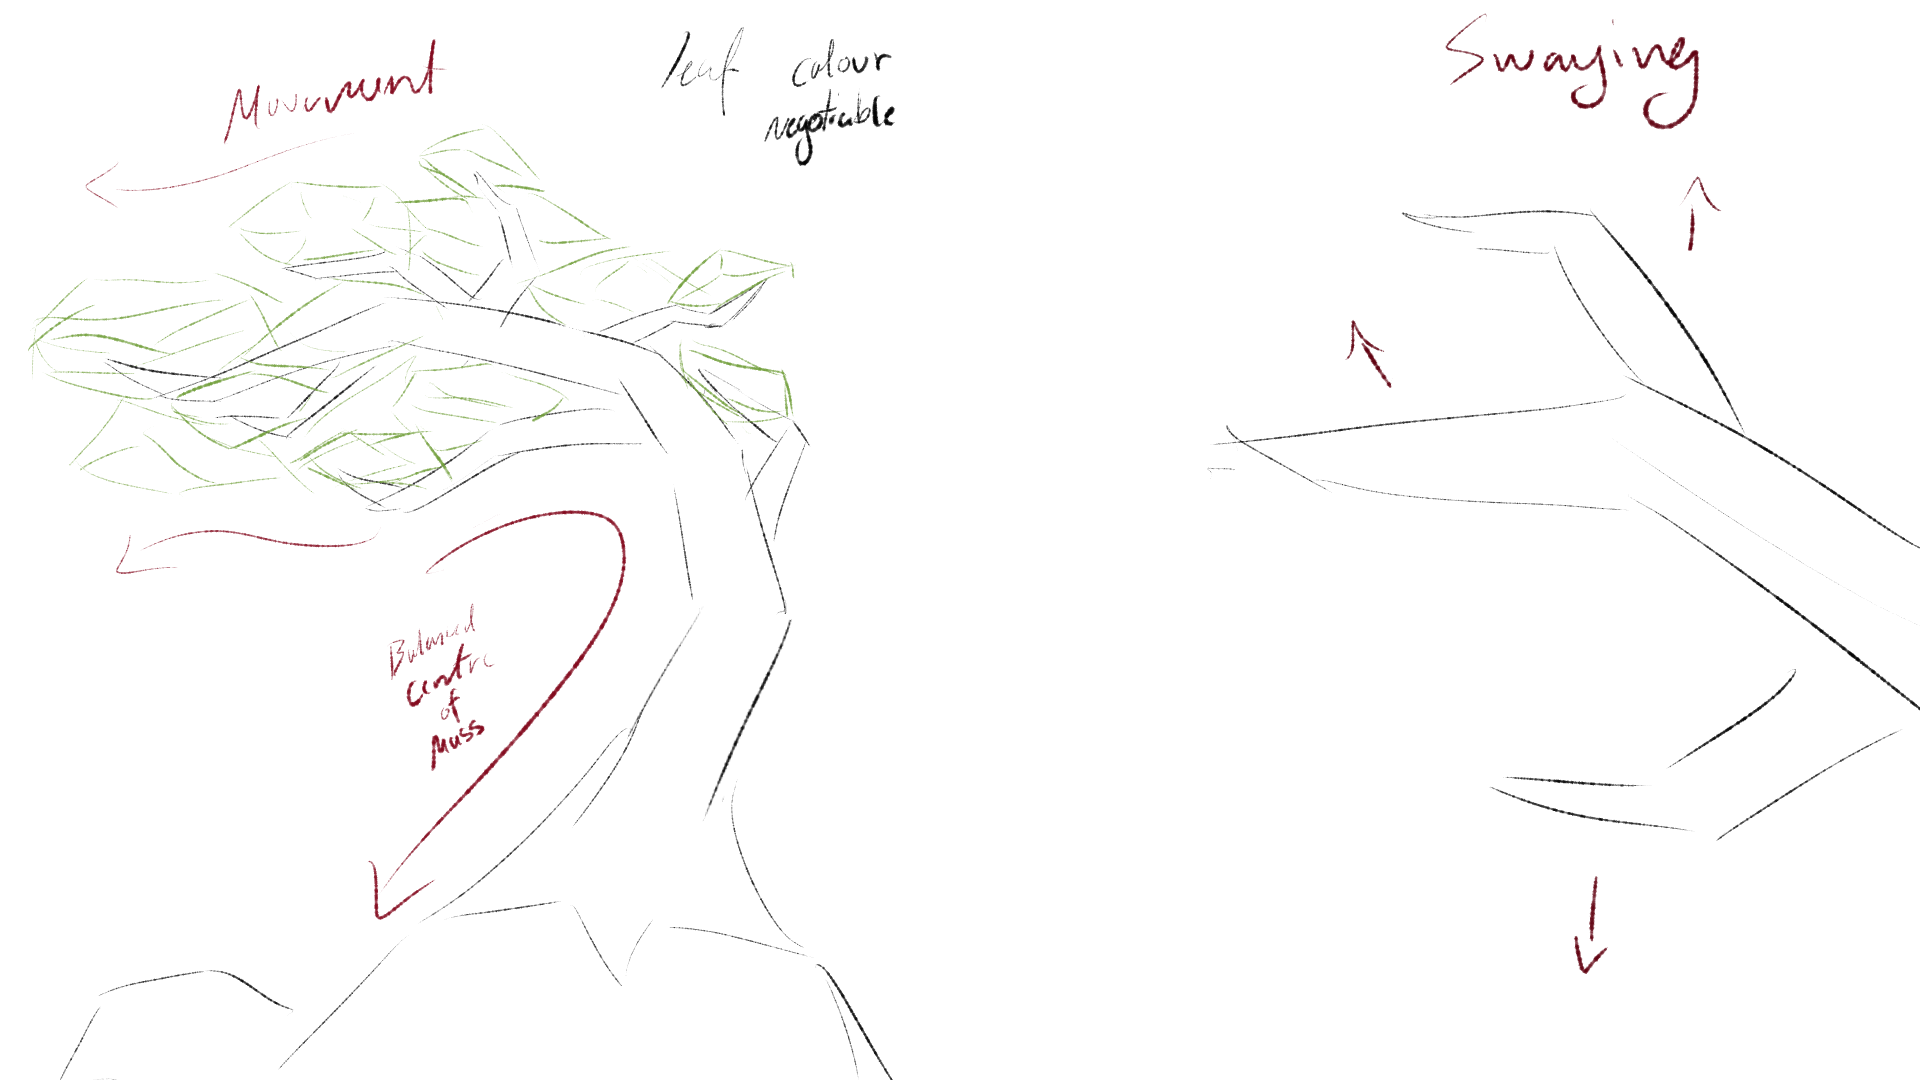 Movement
leaf colour
negotiable
Swaying
Balanced
centre
of
Mass